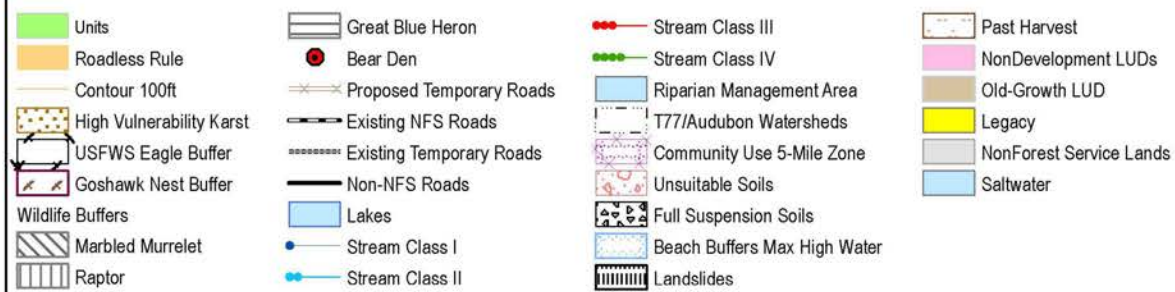 Units
Roadless Rule
Contour 100ft
High Vulnerability Karst
USFWS Eagle Buffer
Goshawk Nest Buffer
Wildlife Buffers
Marbled Murrelet
Raptor
Great Blue Heron
Bear Den
Proposed Temporary Roads
Existing NFS Roads
Existing Temporary Roads
Non-NFS Roads
Lakes
Stream Class I
Stream Class II
Stream Class III
Stream Class IV
Riparian Management Area
T77/Audubon Watersheds
Community Use 5-Mile Zone
Unsuitable Soils
Full Suspension Soils
Beach Buffers Max High Water
Landslides
Past Harvest
NonDevelopment LUDs
Old-Growth LUD
Legacy
NonForest Service Lands
Saltwater